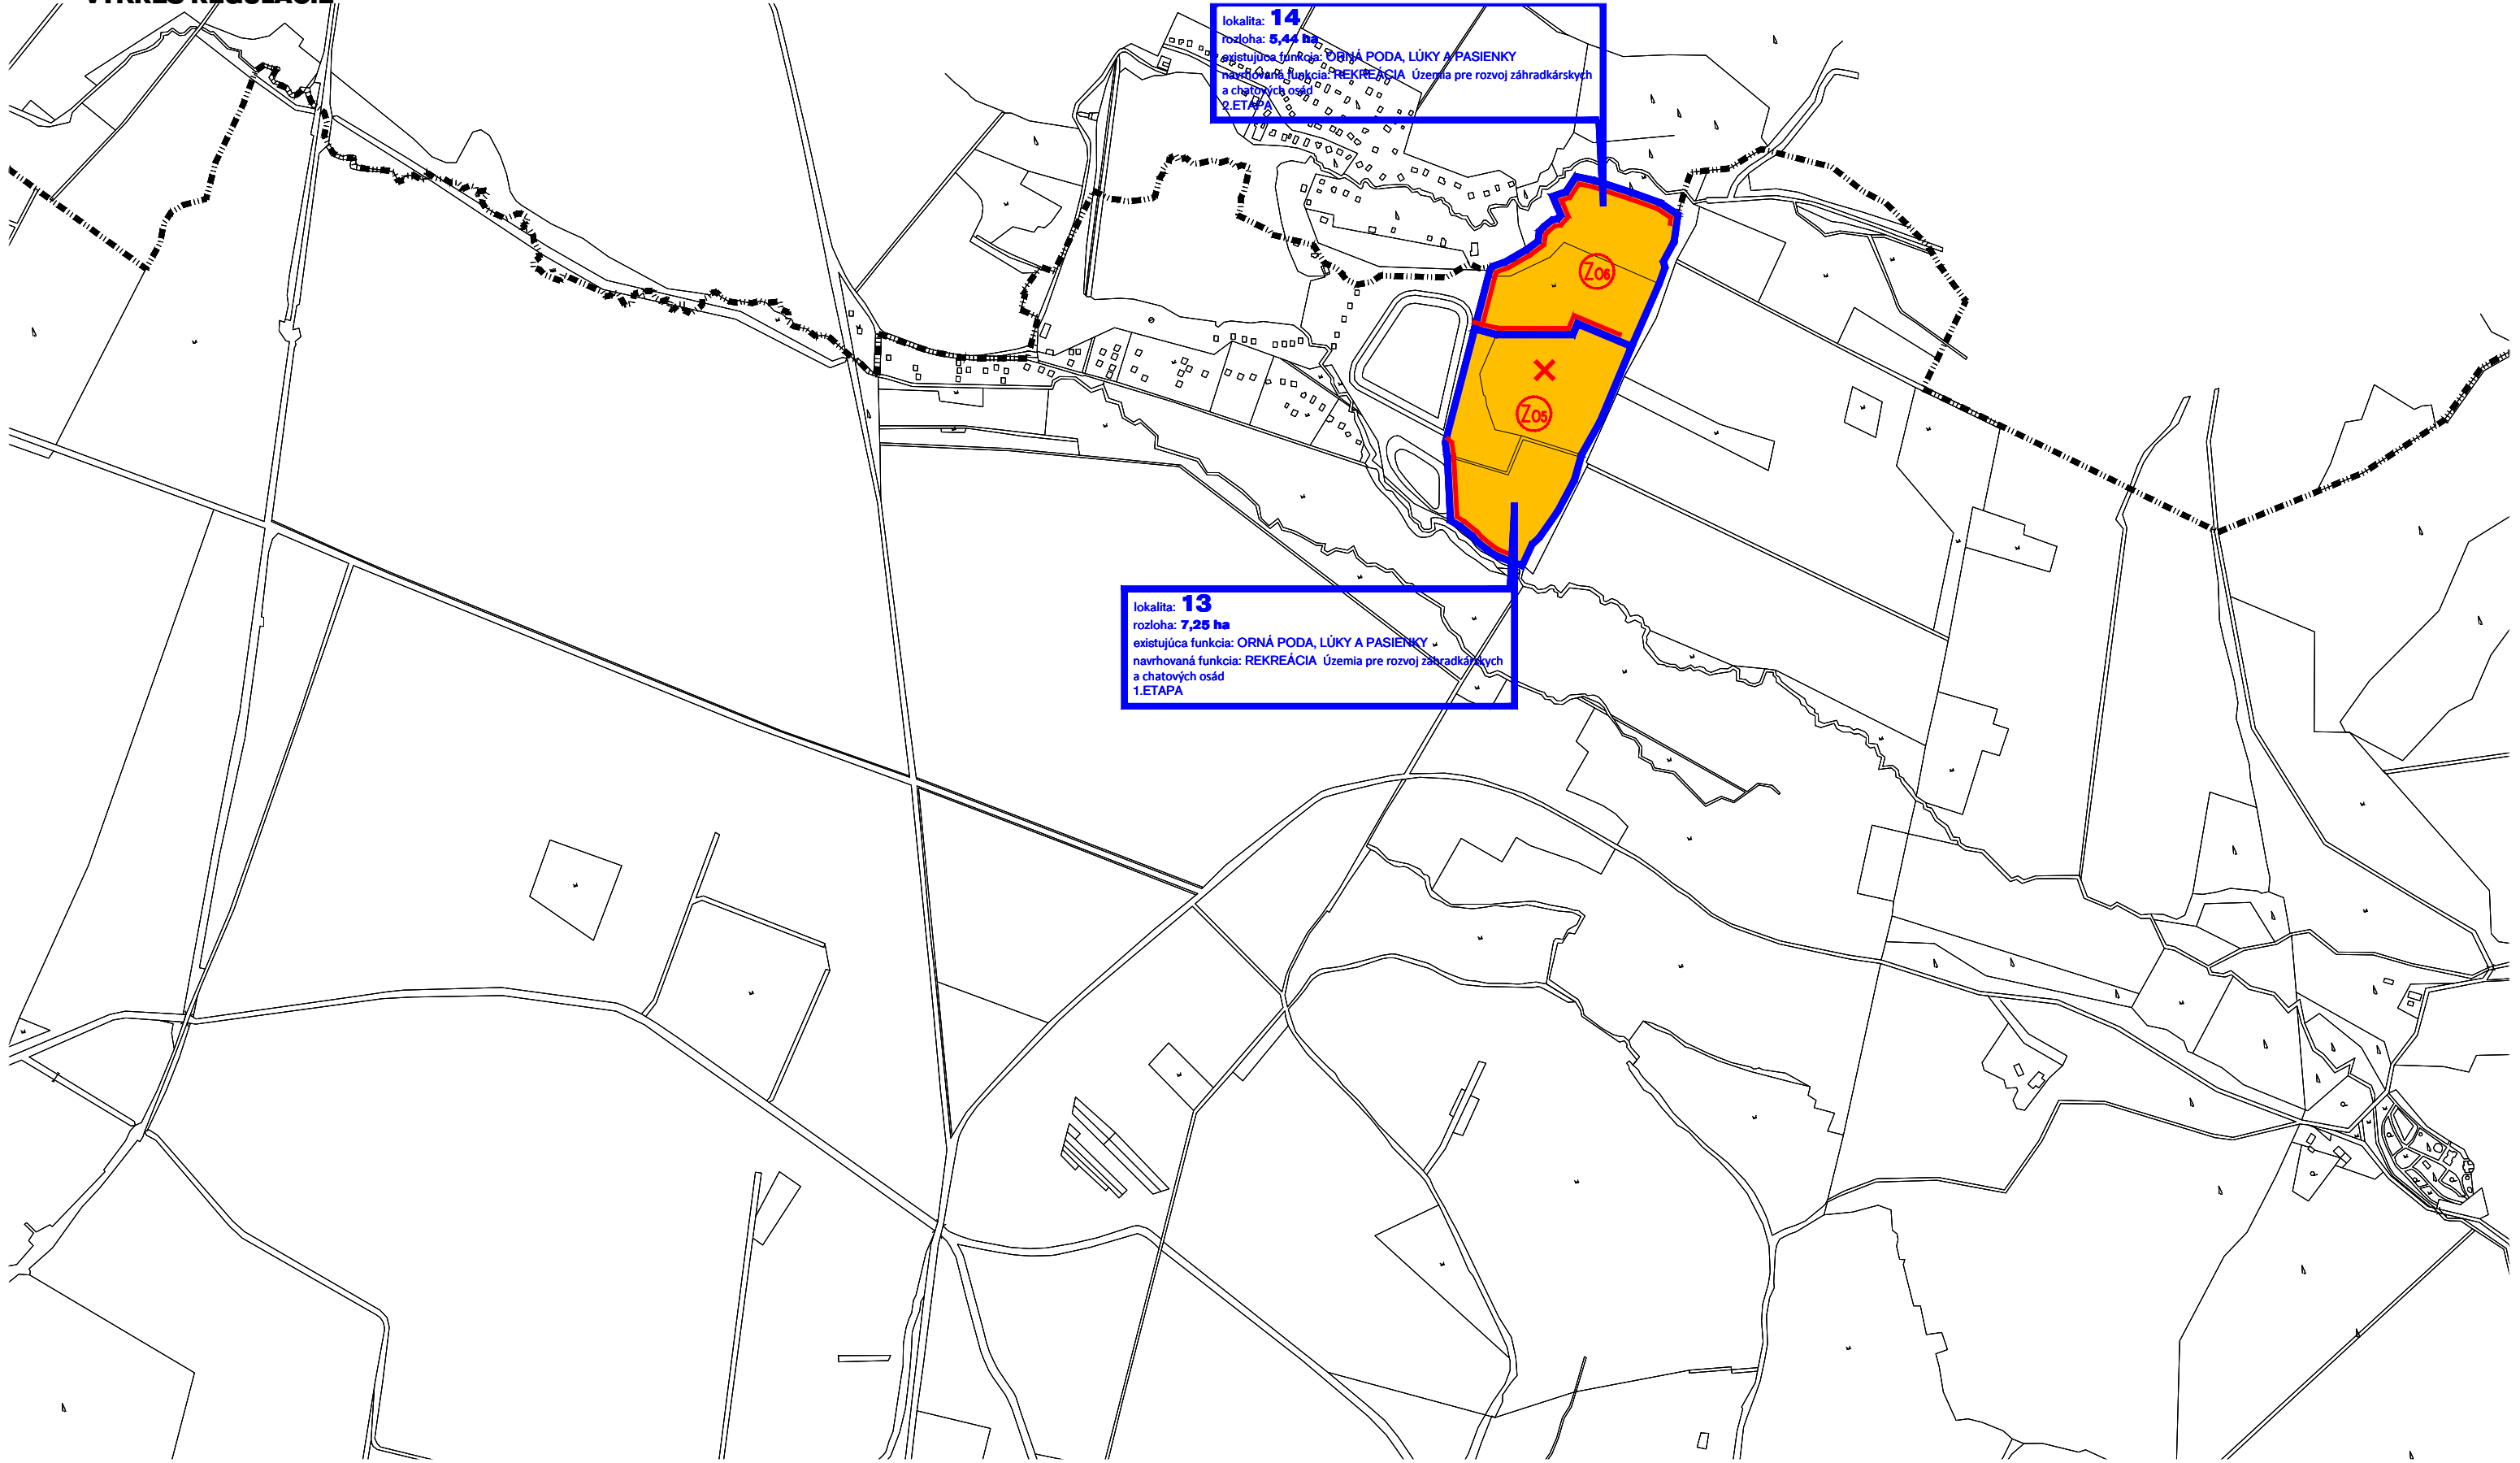 VÝKRES REGULÁCIE
lokalita: 14
rozloha: 5,44 ha
existujúca funkcia: ORNÁ PODA, LÚKY A PASIENKY
navrhovaná funkcia: REKREÁCIA Územia pre rozvoj záhradkárskych
a chatových osád
2.ETAPA
Z06
Z05
lokalita: 13
rozloha: 7,25 ha
existujúca funkcia: ORNÁ PODA, LÚKY A PASIENKY
navrhovaná funkcia: REKREÁCIA Územia pre rozvoj záhradkárskych
a chatových osád
1.ETAPA